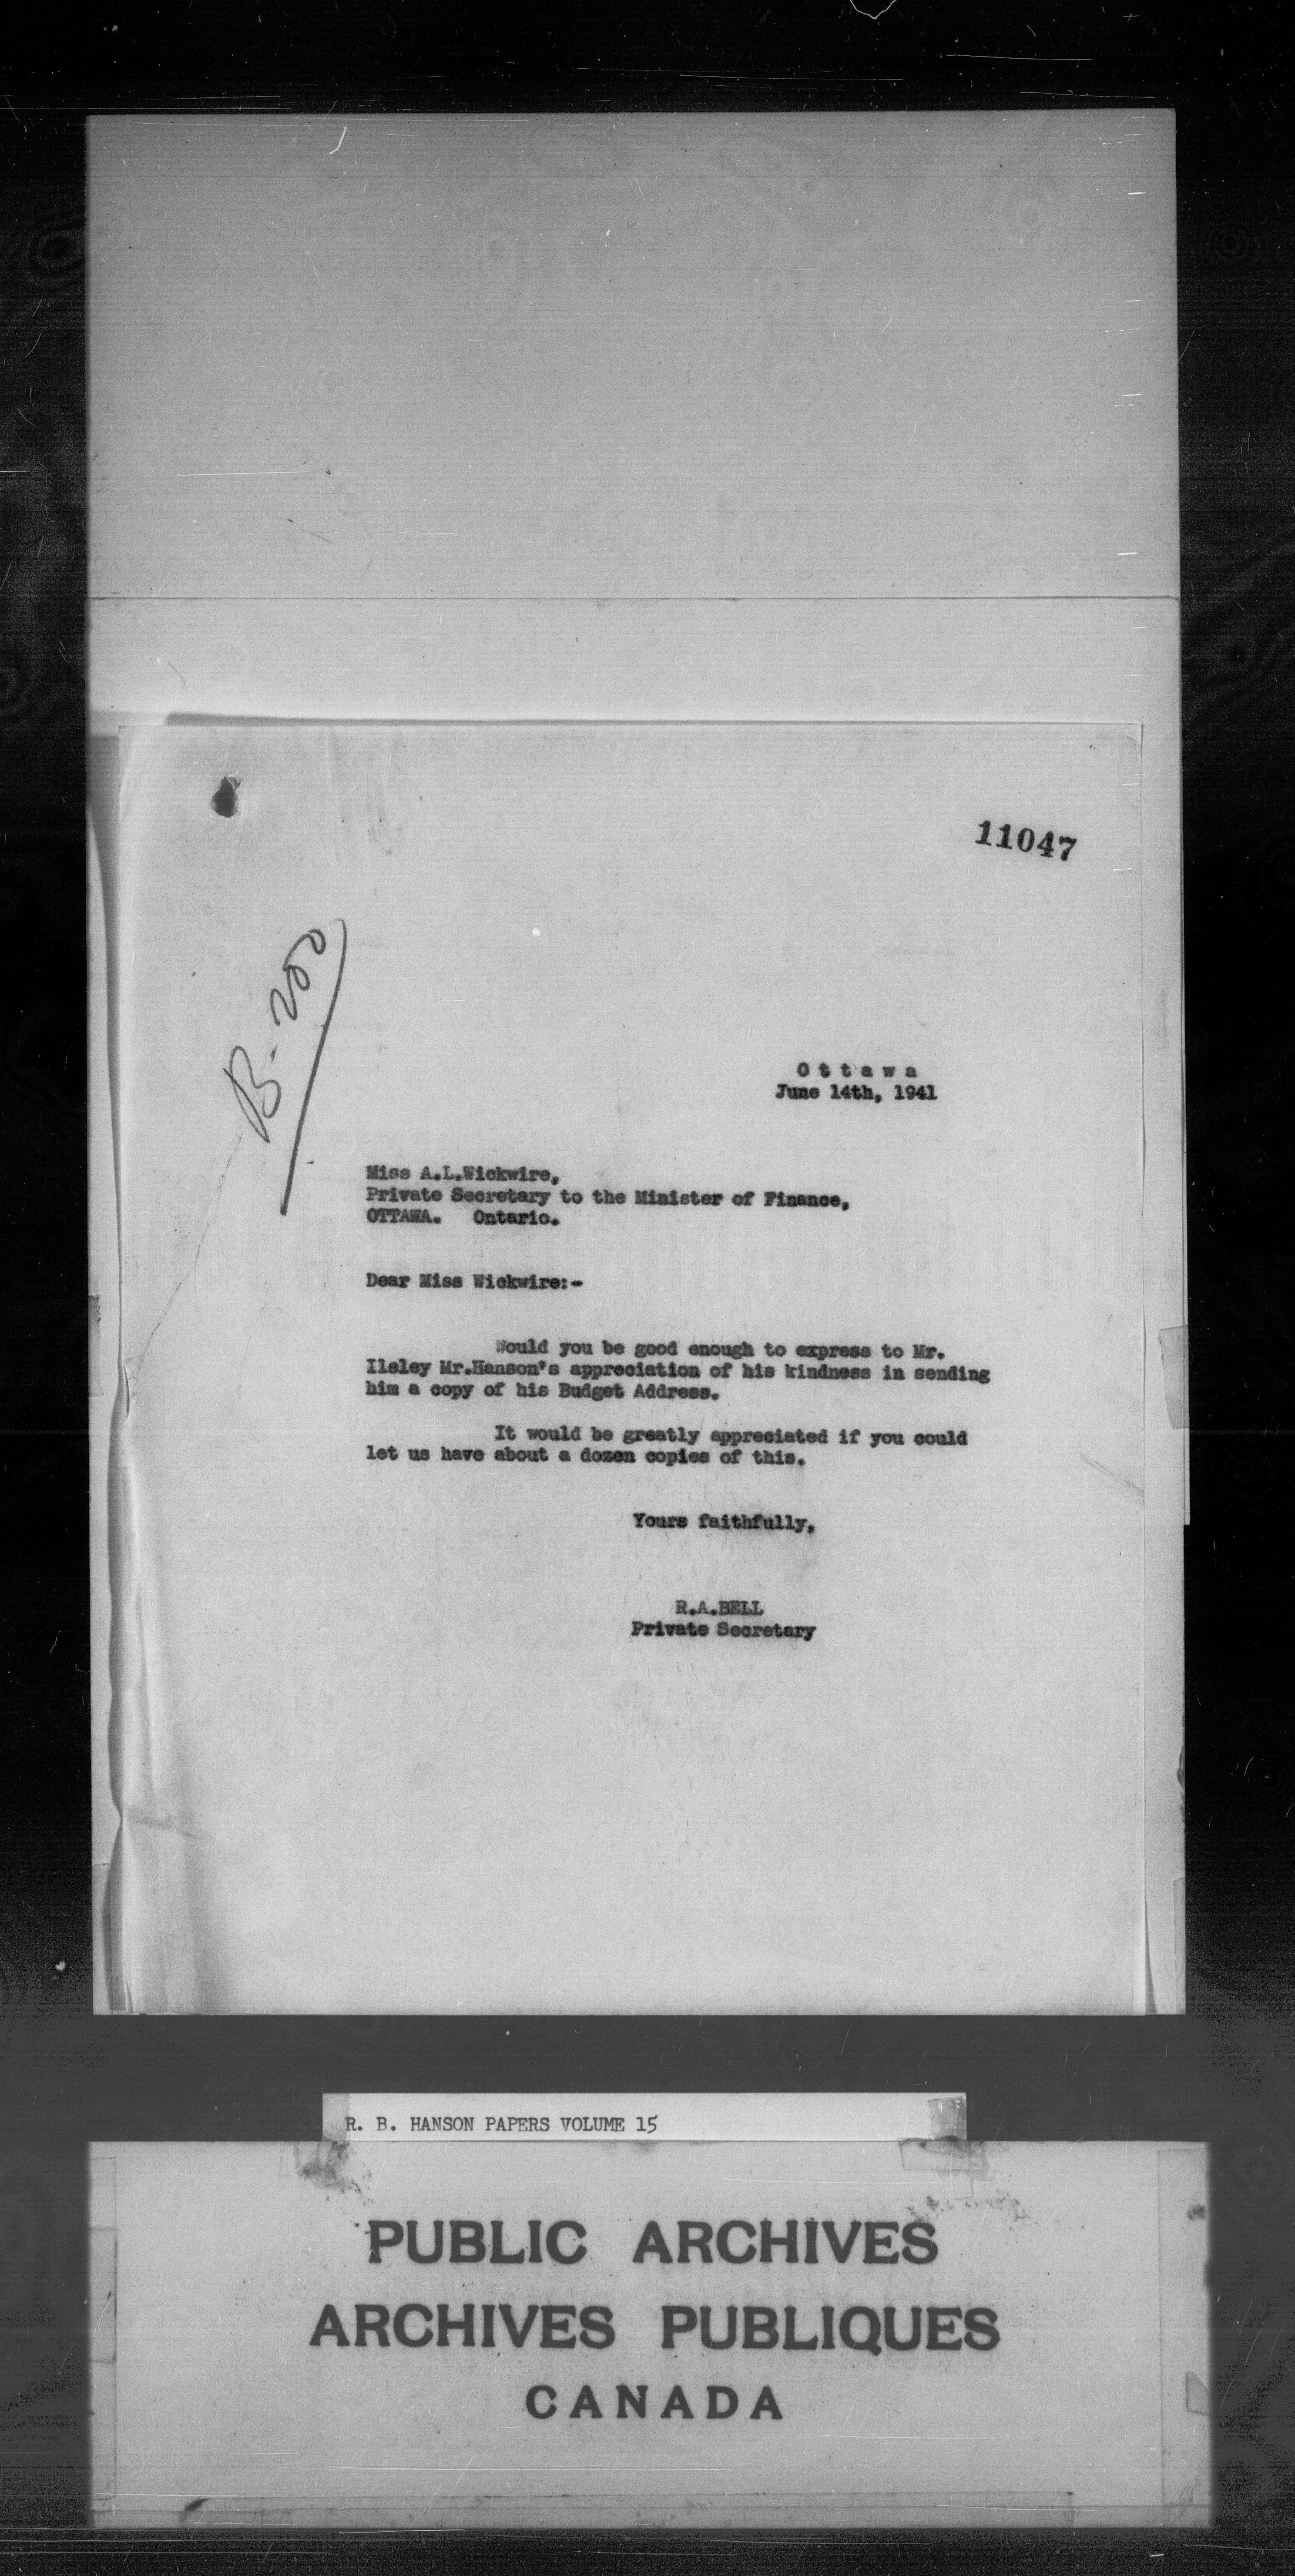 11047
B-200
Ottawa
June 14th, 1941
Miss A.L.Wickwire,
Private Secretary to the Minister of Finance,
OTTAWA. Ontario.
Dear Miss Wickwire:-
Would you be good enough to express to Mr.
Ilsley Mr.Hanson's appreciation of his kindness in sending
him a copy of his Budget Address.
It would be greatly appreciated if you could
let us have about a dozen copies of this.
Yours faithfully,
R.A.BELL
Private Secretary
R. B. HANSON PAPERS VOLUME 15
PUBLIC ARCHIVES
ARCHIVES PUBLIQUES
CANADA